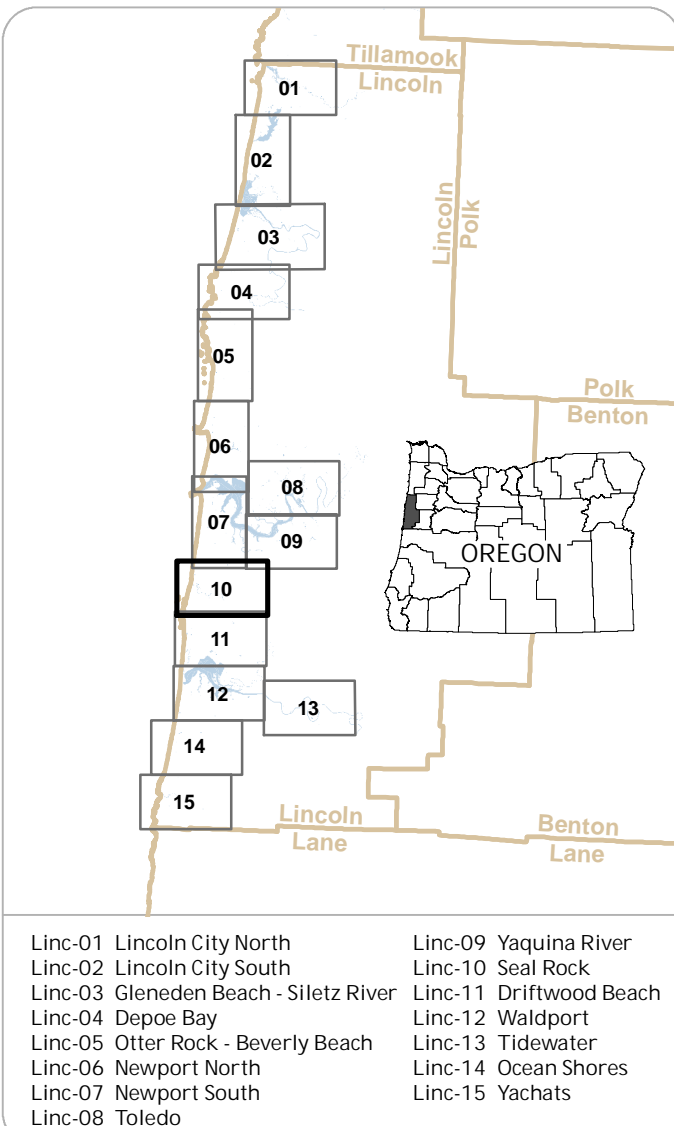 Tillamook
Lincoln
01
02
Lincoln
Polk
03
04
05
Polk
Benton
06
08
07
09
OREGON
10
11
12
13
14
15
Lincoln
Lane
Benton
Lane
Linc-01 Lincoln City North
Linc-02 Lincoln City South
Linc-03 Gleneden Beach - Siletz River
Linc-04 Depoe Bay
Linc-05 Otter Rock - Beverly Beach
Linc-06 Newport North
Linc-07 Newport South
Linc-08 Toledo
Linc-09 Yaquina River
Linc-10 Seal Rock
Linc-11 Driftwood Beach
Linc-12 Waldport
Linc-13 Tidewater
Linc-14 Ocean Shores
Linc-15 Yachats